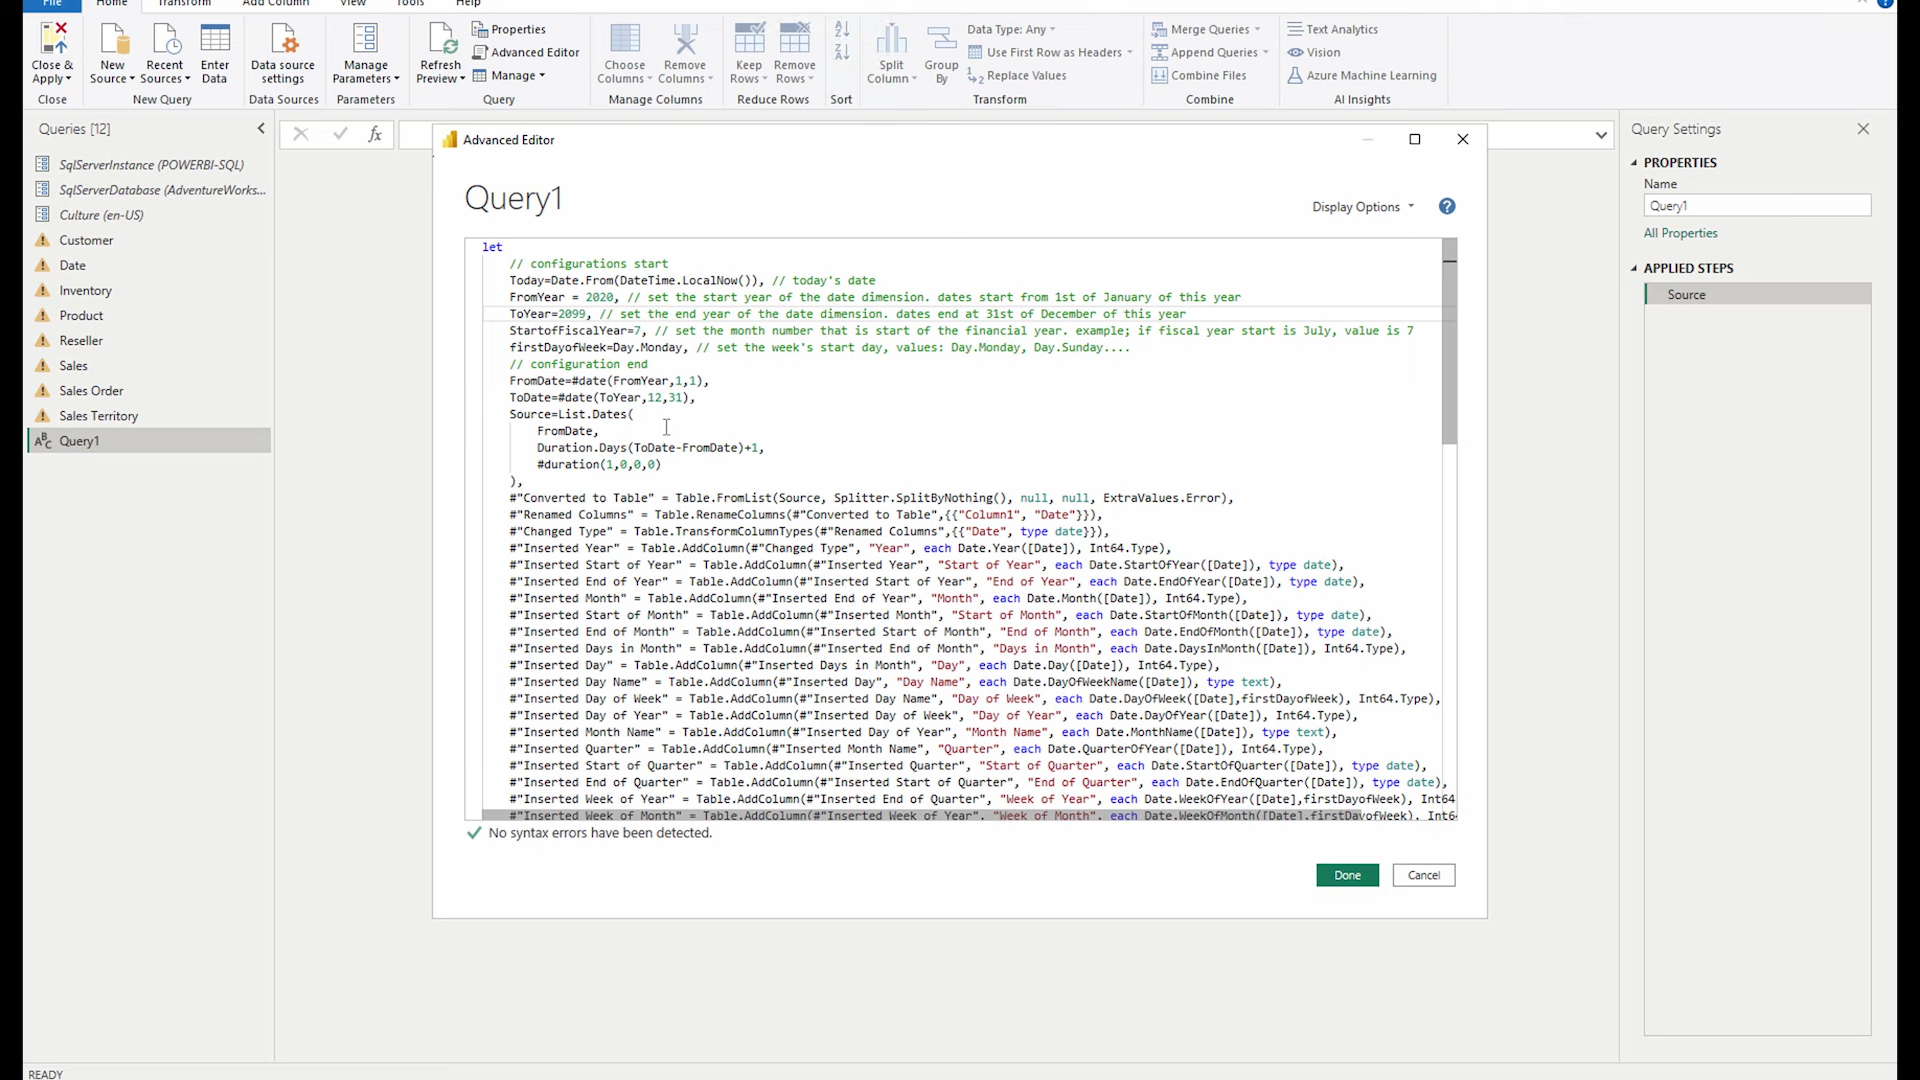 File Home Transform Add Column View Tools Help
Close & Apply
New Source
Recent Sources
Enter Data
Data source settings
Manage Parameters
Refresh Preview
Properties
Advanced Editor
Manage
Choose Columns
Remove Columns
Keep Rows
Remove Rows
Split Column
Group By
Data Type: Any
Use First Row as Headers
Replace Values
Merge Queries
Append Queries
Combine Files
Text Analytics
Vision
Azure Machine Learning
Close
New Query
Data Sources
Parameters
Query
Manage Columns
Reduce Rows
Sort
Transform
Combine
AI Insights
Queries [12]
SqlServerInstance (POWERBI-SQL)
SqlServerDatabase (AdventureWorks...
Culture (en-US)
Customer
Date
Inventory
Product
Reseller
Sales
Sales Order
Sales Territory
ABC Query1
fx
Advanced Editor
Query1
Display Options
?
let
// configurations start
Today=Date.From(DateTime.LocalNow()), // today's date
FromYear = 2020, // set the start year of the date dimension. dates start from 1st of January of this year
ToYear=2099, // set the end year of the date dimension. dates end at 31st of December of this year
StartofFiscalYear=7, // set the month number that is start of the financial year. example; if fiscal year start is July, value is 7
firstDayofWeek=Day.Monday, // set the week's start day, values: Day.Monday, Day.Sunday....
// configuration end
FromDate=#date(FromYear,1,1),
ToDate=#date(ToYear,12,31),
Source=List.Dates(
FromDate,
Duration.Days(ToDate-FromDate)+1,
#duration(1,0,0,0)
),
#"Converted to Table" = Table.FromList(Source, Splitter.SplitByNothing(), null, null, ExtraValues.Error),
#"Renamed Columns" = Table.RenameColumns(#"Converted to Table",{{"Column1", "Date"}}),
#"Changed Type" = Table.TransformColumnTypes(#"Renamed Columns",{{"Date", type date}}),
#"Inserted Year" = Table.AddColumn(#"Changed Type", "Year", each Date.Year([Date]), Int64.Type),
#"Inserted Start of Year" = Table.AddColumn(#"Inserted Year", "Start of Year", each Date.StartOfYear([Date]), type date),
#"Inserted End of Year" = Table.AddColumn(#"Inserted Start of Year", "End of Year", each Date.EndOfYear([Date]), type date),
#"Inserted Month" = Table.AddColumn(#"Inserted End of Year", "Month", each Date.Month([Date]), Int64.Type),
#"Inserted Start of Month" = Table.AddColumn(#"Inserted Month", "Start of Month", each Date.StartOfMonth([Date]), type date),
#"Inserted End of Month" = Table.AddColumn(#"Inserted Start of Month", "End of Month", each Date.EndOfMonth([Date]), type date),
#"Inserted Days in Month" = Table.AddColumn(#"Inserted End of Month", "Days in Month", each Date.DaysInMonth([Date]), Int64.Type),
#"Inserted Day" = Table.AddColumn(#"Inserted Days in Month", "Day", each Date.Day([Date]), Int64.Type),
#"Inserted Day Name" = Table.AddColumn(#"Inserted Day", "Day Name", each Date.DayOfWeekName([Date]), type text),
#"Inserted Day of Week" = Table.AddColumn(#"Inserted Day Name", "Day of Week", each Date.DayOfWeek([Date],firstDayofWeek), Int64.Type),
#"Inserted Day of Year" = Table.AddColumn(#"Inserted Day of Week", "Day of Year", each Date.DayOfYear([Date]), Int64.Type),
#"Inserted Month Name" = Table.AddColumn(#"Inserted Day of Year", "Month Name", each Date.MonthName([Date]), type text),
#"Inserted Quarter" = Table.AddColumn(#"Inserted Month Name", "Quarter", each Date.QuarterOfYear([Date]), Int64.Type),
#"Inserted Start of Quarter" = Table.AddColumn(#"Inserted Quarter", "Start of Quarter", each Date.StartOfQuarter([Date]), type date),
#"Inserted End of Quarter" = Table.AddColumn(#"Inserted Start of Quarter", "End of Quarter", each Date.EndOfQuarter([Date]), type date),
#"Inserted Week of Year" = Table.AddColumn(#"Inserted End of Quarter", "Week of Year", each Date.WeekOfYear([Date],firstDayofWeek), Int64
#"Inserted Week of Month" = Table.AddColumn(#"Inserted Week of Year", "Week of Month", each Date.WeekOfMonth([Date],firstDayofWeek), Int6
No syntax errors have been detected.
Done
Cancel
Query Settings
PROPERTIES
Name
Query1
All Properties
APPLIED STEPS
Source
READY